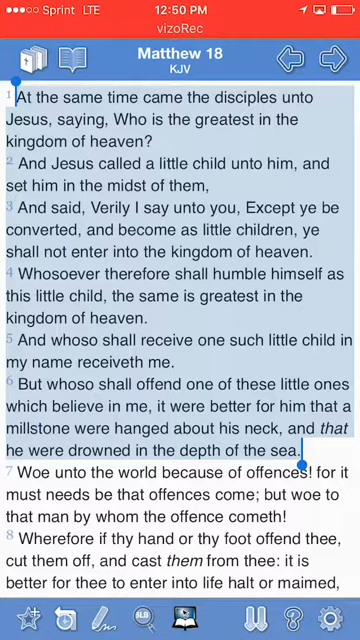 Sprint LTE 12:50 PM
vizoRec
Matthew 18
KJV
1 At the same time came the disciples unto
Jesus, saying, Who is the greatest in the
kingdom of heaven?
2 And Jesus called a little child unto him, and
set him in the midst of them,
3 And said, Verily I say unto you, Except ye be
converted, and become as little children, ye
shall not enter into the kingdom of heaven.
4 Whosoever therefore shall humble himself as
this little child, the same is greatest in the
kingdom of heaven.
5 And whoso shall receive one such little child in
my name receiveth me.
6 But whoso shall offend one of these little ones
which believe in me, it were better for him that a
millstone were hanged about his neck, and that
he were drowned in the depth of the sea.
7 Woe unto the world because of offences! for it
must needs be that offences come; but woe to
that man by whom the offence cometh!
8 Wherefore if thy hand or thy foot offend thee,
cut them off, and cast them from thee: it is
better for thee to enter into life halt or maimed,
BLB